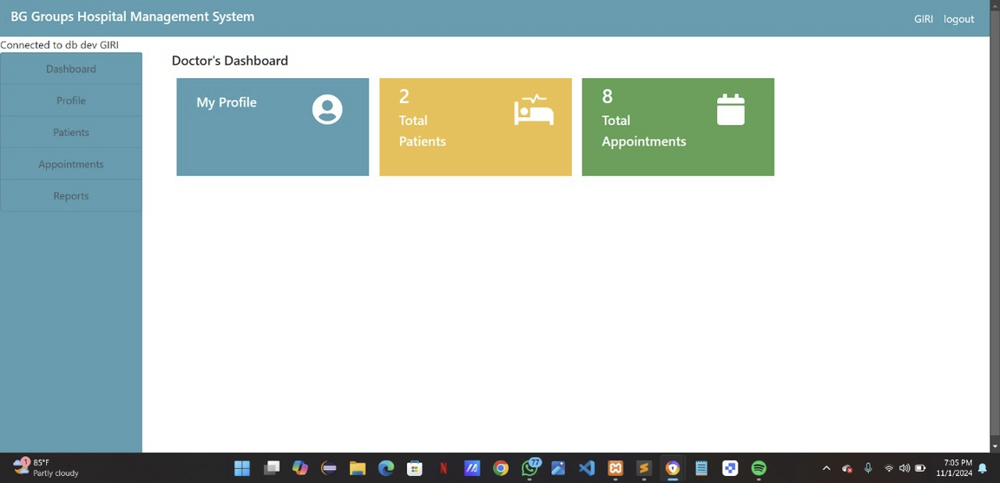 BG Groups Hospital Management System
GIRI logout
Connected to db dev GIRI
Dashboard
Profile
Patients
Appointments
Reports
Doctor's Dashboard
My Profile
2
Total
Patients
8
Total
Appointments
1
85°F
Partly cloudy
77
7:05 PM
11/1/2024